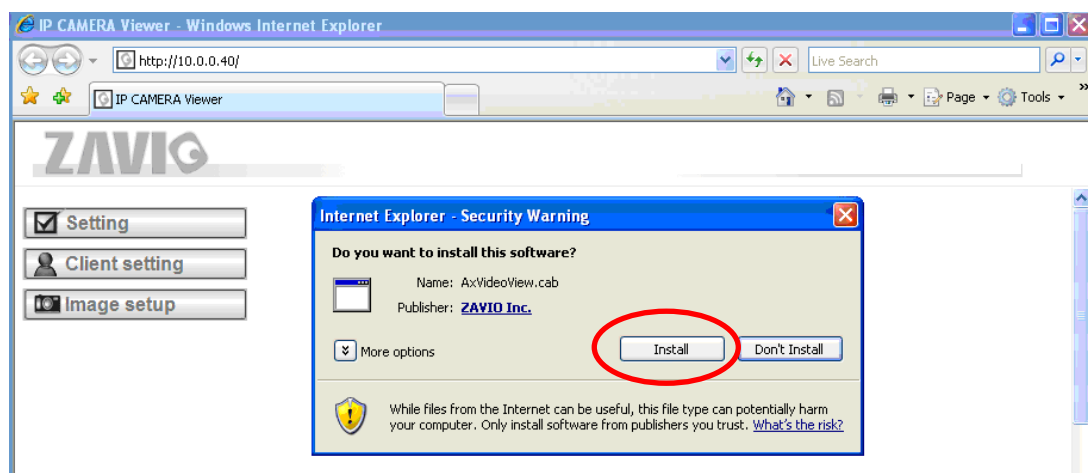 IP CAMERA Viewer - Windows Internet Explorer
http://10.0.0.40/
Live Search
IP CAMERA Viewer
Page
Tools
»
ZAVIO
Setting
Client setting
Image setup
Internet Explorer - Security Warning
Do you want to install this software?
Name: AxVideoView.cab
Publisher: ZAVIO Inc.
More options
Install
Don't Install
While files from the Internet can be useful, this file type can potentially harm
your computer. Only install software from publishers you trust. What's the risk?